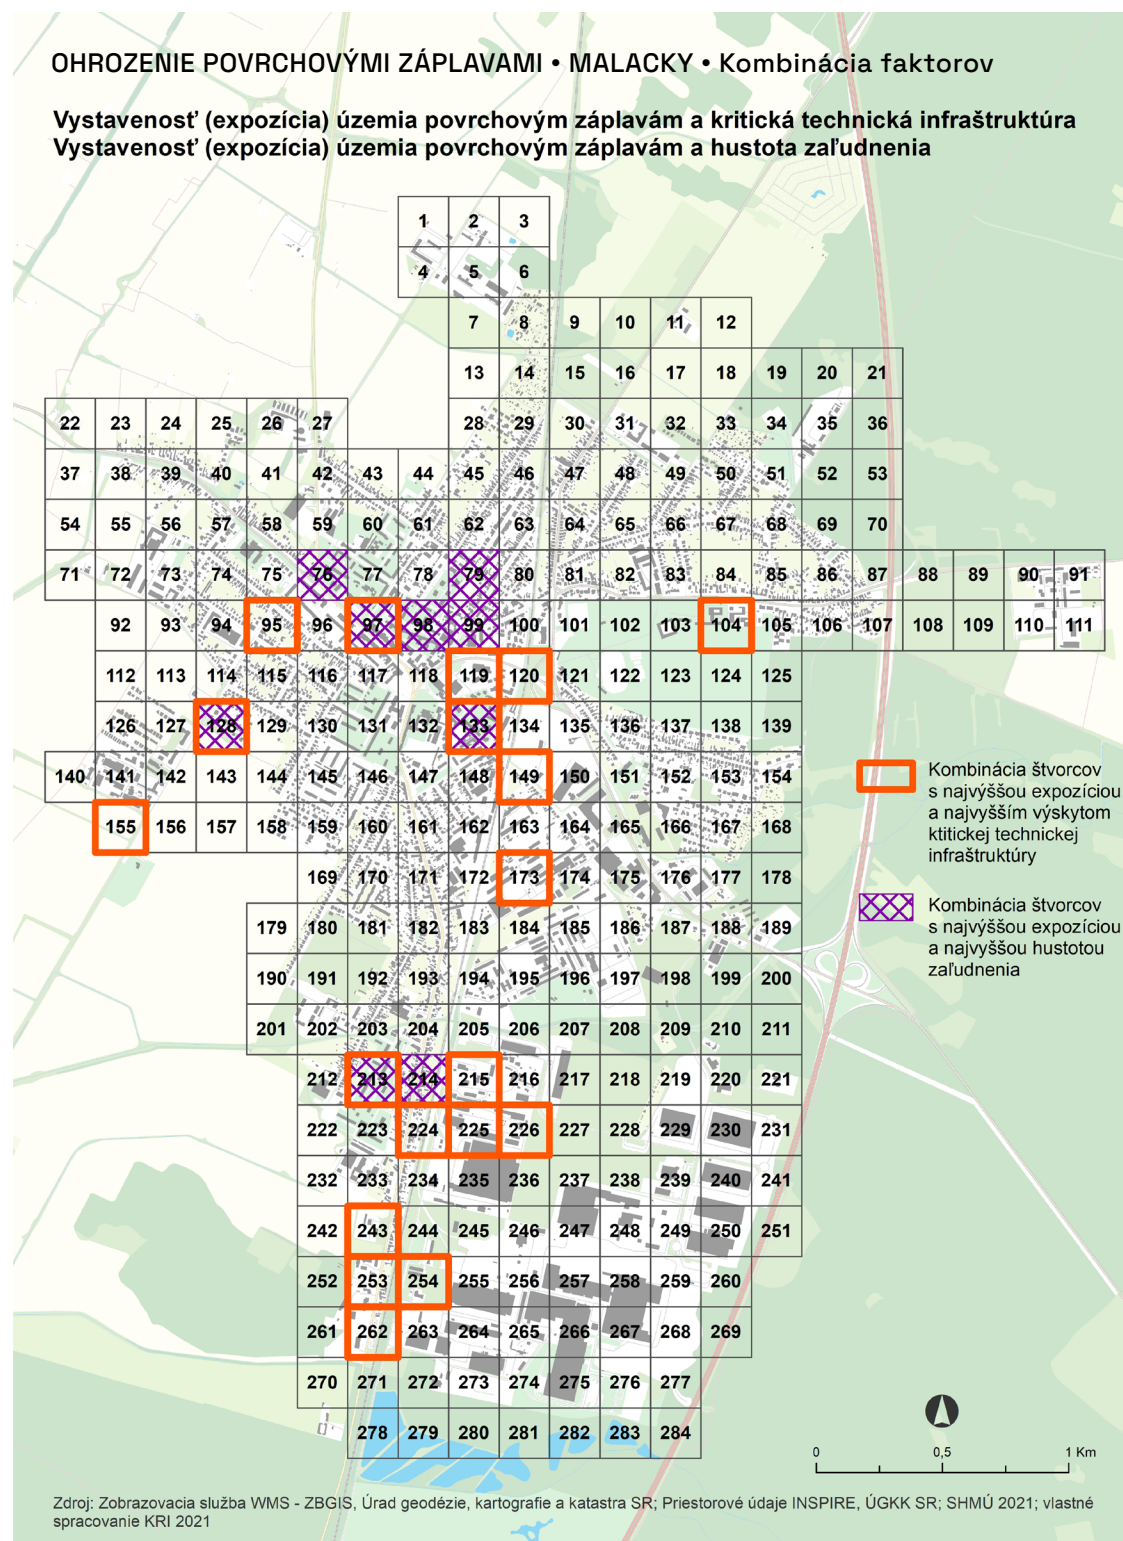 OHROZENIE POVRCHOVÝMI ZÁPLAVAMI • MALACKY • Kombinácia faktorov
Vystavenosť (expozícia) územia povrchovým záplavám a kritická technická infraštruktúra
Vystavenosť (expozícia) územia povrchovým záplavám a hustota zaľudnenia
1 2 3
4 5 6
7 8 9 10 11 12
13 14 15 16 17 18 19 20 21
22 23 24 25 26 27 28 29 30 31 32 33 34 35 36
37 38 39 40 41 42 43 44 45 46 47 48 49 50 51 52 53
54 55 56 57 58 59 60 61 62 63 64 65 66 67 68 69 70
71 72 73 74 75 76 77 78 79 80 81 82 83 84 85 86 87 88 89 90 91
92 93 94 95 96 97 98 99 100 101 102 103 104 105 106 107 108 109 110 111
112 113 114 115 116 117 118 119 120 121 122 123 124 125
126 127 128 129 130 131 132 133 134 135 136 137 138 139
140 141 142 143 144 145 146 147 148 149 150 151 152 153 154
155 156 157 158 159 160 161 162 163 164 165 166 167 168
169 170 171 172 173 174 175 176 177 178
179 180 181 182 183 184 185 186 187 188 189
190 191 192 193 194 195 196 197 198 199 200
201 202 203 204 205 206 207 208 209 210 211
212 213 214 215 216 217 218 219 220 221
222 223 224 225 226 227 228 229 230 231
232 233 234 235 236 237 238 239 240 241
242 243 244 245 246 247 248 249 250 251
252 253 254 255 256 257 258 259 260
261 262 263 264 265 266 267 268 269
270 271 272 273 274 275 276 277
278 279 280 281 282 283 284
Kombinácia štvorcov
s najvyššou expozíciou
a najvyšším výskytom
ktitickej technickej
infraštruktúry
Kombinácia štvorcov
s najvyššou expozíciou
a najvyššou hustotou
zaľudnenia
0 0,5 1 Km
Zdroj: Zobrazovacia služba WMS - ZBGIS, Úrad geodézie, kartografie a katastra SR; Priestorové údaje INSPIRE, ÚGKK SR; SHMÚ 2021; vlastné
spracovanie KRI 2021